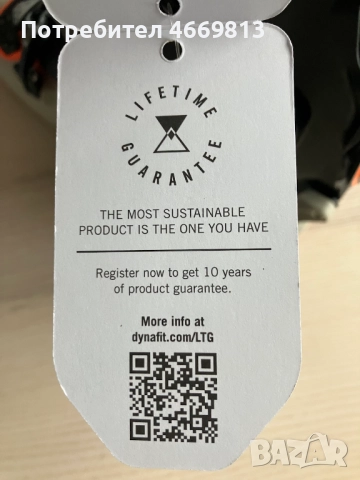 Потребител 4669813
LIFETIME
GUARANTEE
THE MOST SUSTAINABLE
PRODUCT IS THE ONE YOU HAVE
Register now to get 10 years
of product guarantee.
More info at
dynafit.com/LTG
BAZAR